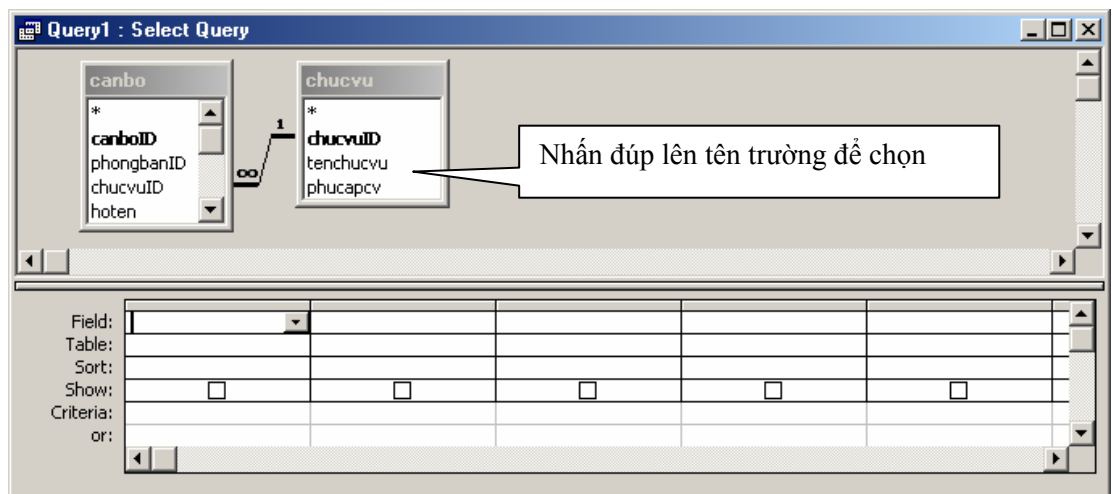 Query1 : Select Query
canbo
*
canboID
phongbanID
chucvuID
hoten
∞
1
chucvu
*
chucvuID
tenchucvu
phucapcv
Nhấn đúp lên tên trường để chọn
Field:
Table:
Sort:
Show:
Criteria:
or: